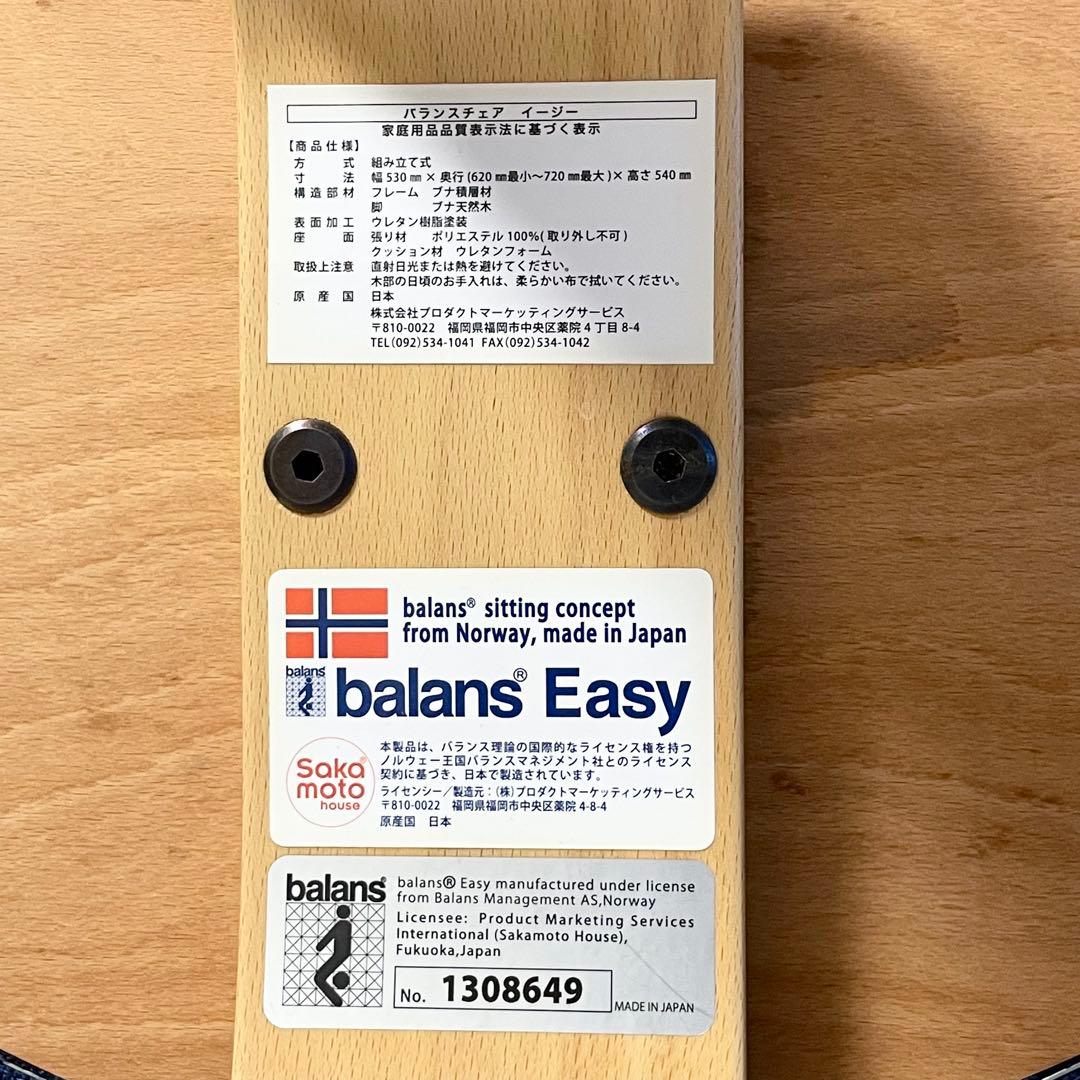 バランスチェア イージー
家庭用品品質表示法に基づく表示
【商品仕様】
方式 組み立て式
寸法 幅 530 ㎜ × 奥行 (620 ㎜最小～720 ㎜最大 )× 高さ 540 ㎜
構造部材 フレーム ブナ積層材
脚 ブナ天然木
表面加工 ウレタン樹脂塗装
座面 張り材 ポリエステル 100%( 取り外し不可 )
クッション材 ウレタンフォーム
取扱上注意 直射日光または熱を避けてください。
木部の日頃のお手入れは、柔らかい布で拭いてください。
原産国 日本
株式会社プロダクトマーケッティングサービス
〒810-0022 福岡県福岡市中央区薬院 4 丁目 8-4
TEL(092)534-1041 FAX(092)534-1042
balans® sitting concept
from Norway, made in Japan
balans®
balans® Easy
本製品は、バランス理論の国際的なライセンス権を持つ
ノルウェー王国バランスマネジメント社とのライセンス
契約に基づき、日本で製造されています。
Saka
moto
house
ライセンシー／製造元：(株)プロダクトマーケッティングサービス
〒810-0022 福岡県福岡市中央区薬院 4-8-4
原産国 日本
balans®
balans® Easy manufactured under license
from Balans Management AS,Norway
Licensee: Product Marketing Services
International (Sakamoto House),
Fukuoka,Japan
No. 1308649
MADE IN JAPAN